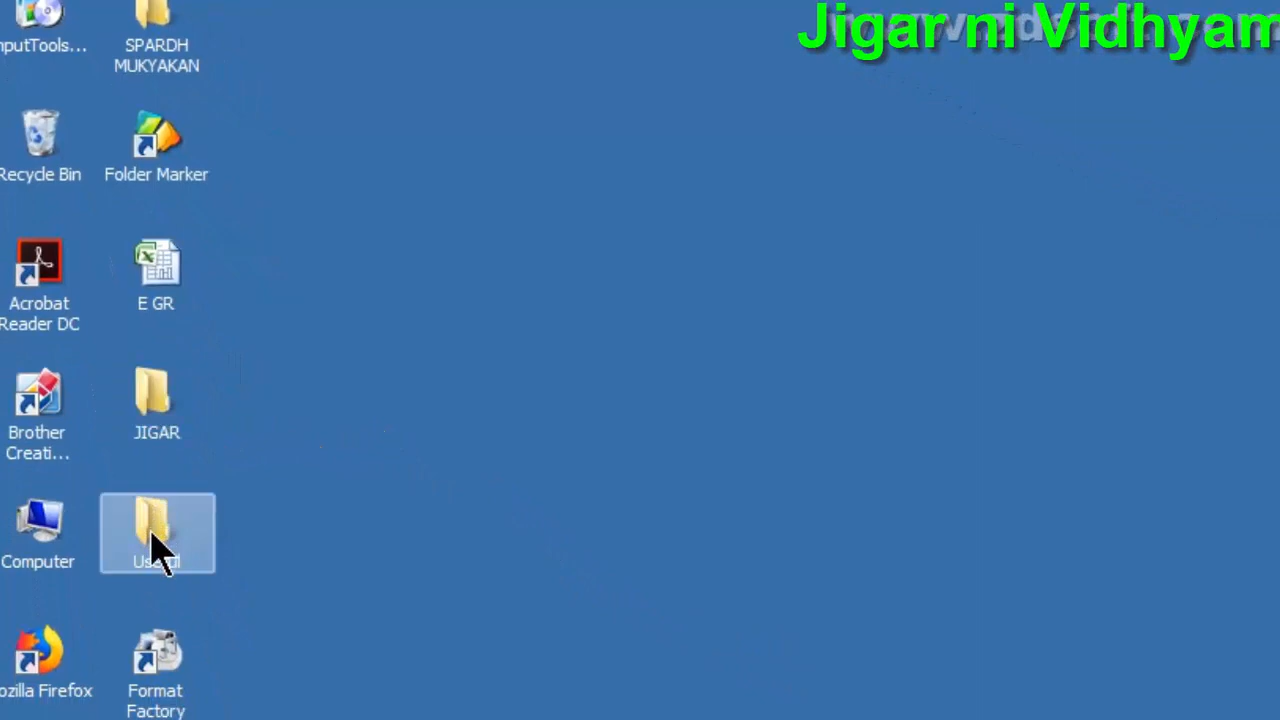 Jigar ni Vidhyam
nputTools...
SPARDH
MUKYAKAN
Recycle Bin
Folder Marker
Acrobat
Reader DC
E GR
Brother
Creati...
JIGAR
Computer
ozilla Firefox
Format
Factory